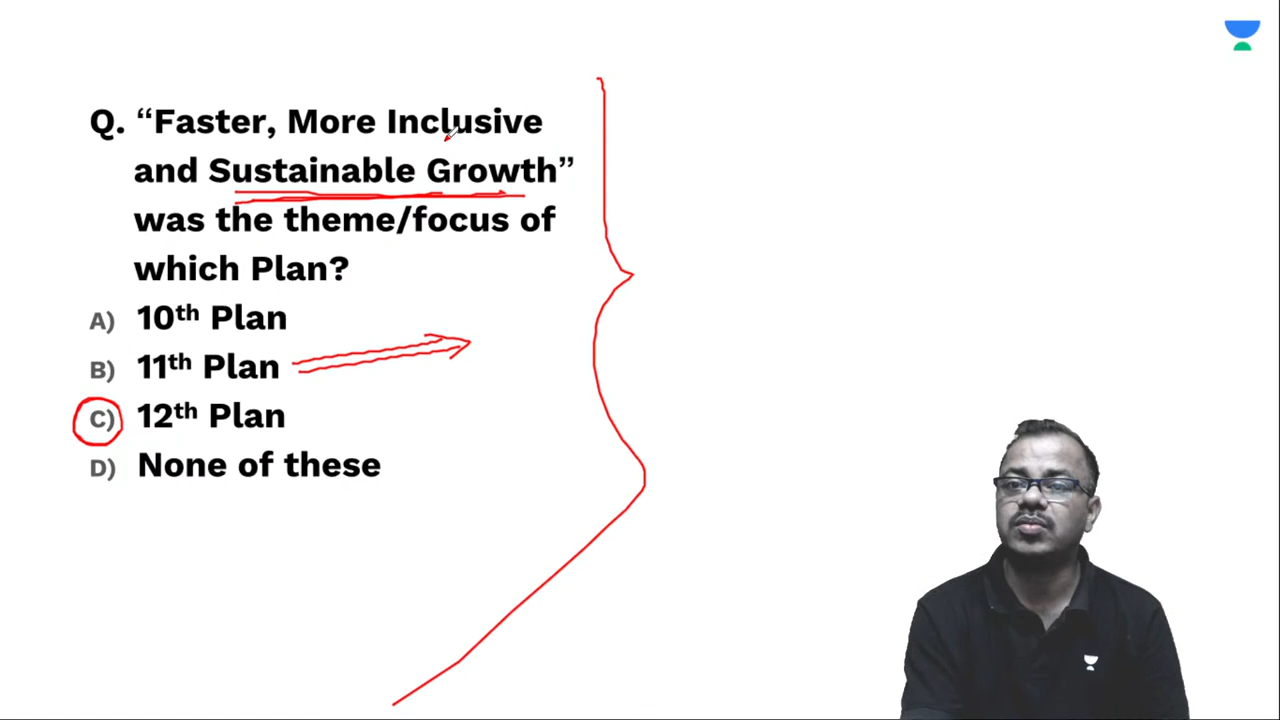 Q. “Faster, More Inclusive
and Sustainable Growth”
was the theme/focus of
which Plan?
A) 10th Plan
B) 11th Plan
C) 12th Plan
D) None of these